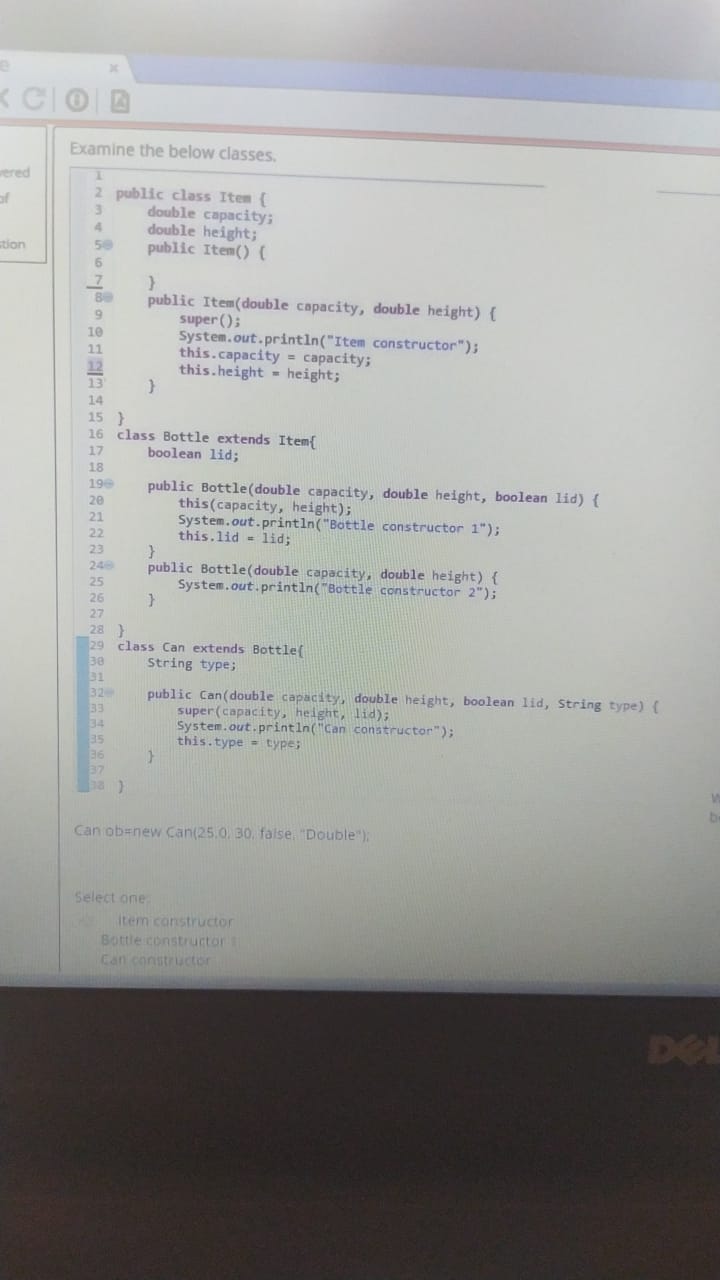 e ×
ered
of
stion
Examine the below classes.
1
2 public class Item {
3 double capacity;
4 double height;
5 public Item() {
6
7 }
8 public Item(double capacity, double height) {
9 super();
10 System.out.println("Item constructor");
11 this.capacity = capacity;
12 this.height = height;
13 }
14
15 }
16 class Bottle extends Item{
17 boolean lid;
18
19 public Bottle(double capacity, double height, boolean lid) {
20 this(capacity, height);
21 System.out.println("Bottle constructor 1");
22 this.lid = lid;
23 }
24 public Bottle(double capacity, double height) {
25 System.out.println("Bottle constructor 2");
26 }
27
28 }
29 class Can extends Bottle{
30 String type;
31
32 public Can(double capacity, double height, boolean lid, String type) {
33 super(capacity, height, lid);
34 System.out.println("Can constructor");
35 this.type = type;
36 }
37
38 }
Can ob=new Can(25.0, 30, false, "Double");
Select one:
Item constructor
Bottle constructor 1
Can constructor
DELL